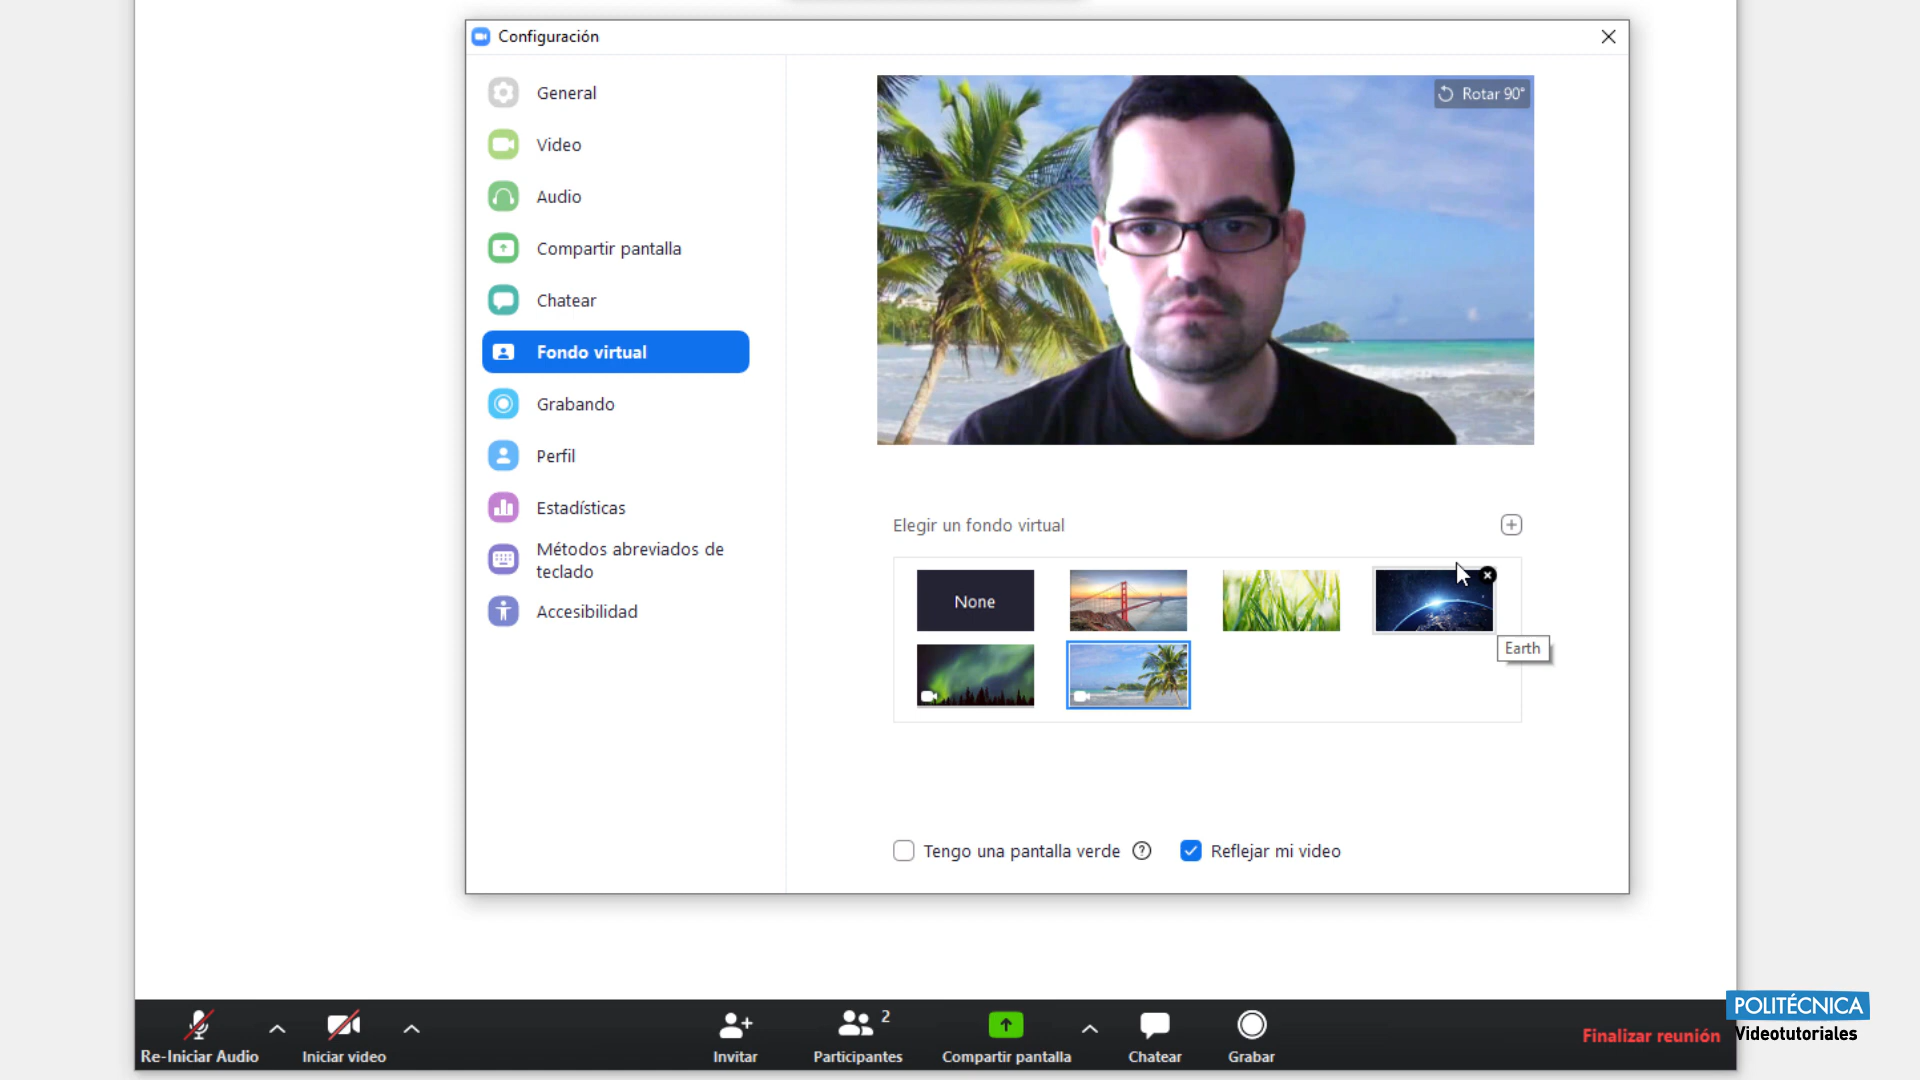 Configuración
General
Video
Audio
Compartir pantalla
Chatear
Fondo virtual
Grabando
Perfil
Estadísticas
Métodos abreviados de
teclado
Accesibilidad
Rotar 90°
Elegir un fondo virtual
None
Earth
Tengo una pantalla verde
Reflejar mi video
Re-Iniciar Audio
Iniciar video
Invitar
2
Participantes
Compartir pantalla
Chatear
Grabar
Finalizar reunión
POLITÉCNICA
Videotutoriales